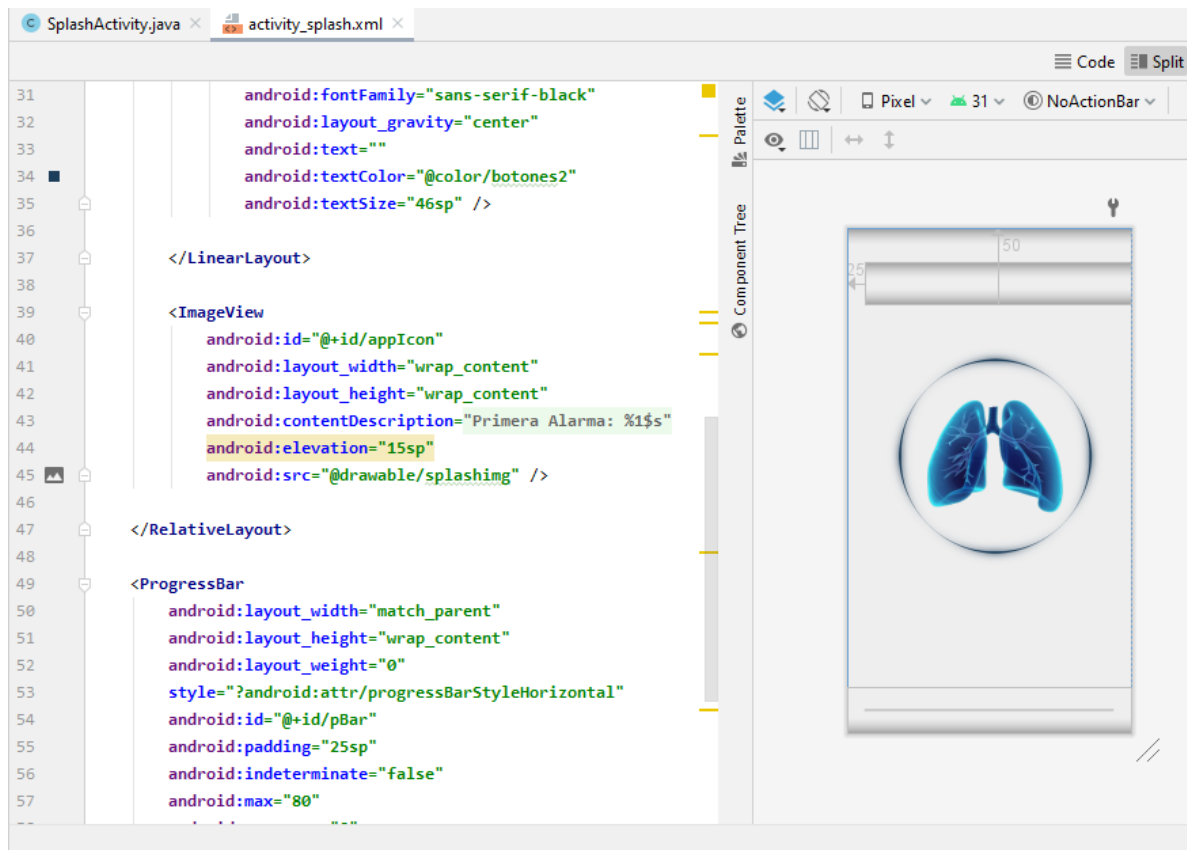 SplashActivity.java
activity_splash.xml
Code
Split
31 android:fontFamily="sans-serif-black"
32 android:layout_gravity="center"
33 android:text=""
34 android:textColor="@color/botones2"
35 android:textSize="46sp" />
36
37 </LinearLayout>
38
39 <ImageView
40 android:id="@+id/appIcon"
41 android:layout_width="wrap_content"
42 android:layout_height="wrap_content"
43 android:contentDescription="Primera Alarma: %1$s"
44 android:elevation="15sp"
45 android:src="@drawable/splashimg" />
46
47 </RelativeLayout>
48
49 <ProgressBar
50 android:layout_width="match_parent"
51 android:layout_height="wrap_content"
52 android:layout_weight="0"
53 style="?android:attr/progressBarStyleHorizontal"
54 android:id="@+id/pBar"
55 android:padding="25sp"
56 android:indeterminate="false"
57 android:max="80"
Palette
Component Tree
Pixel
31
NoActionBar
50
25